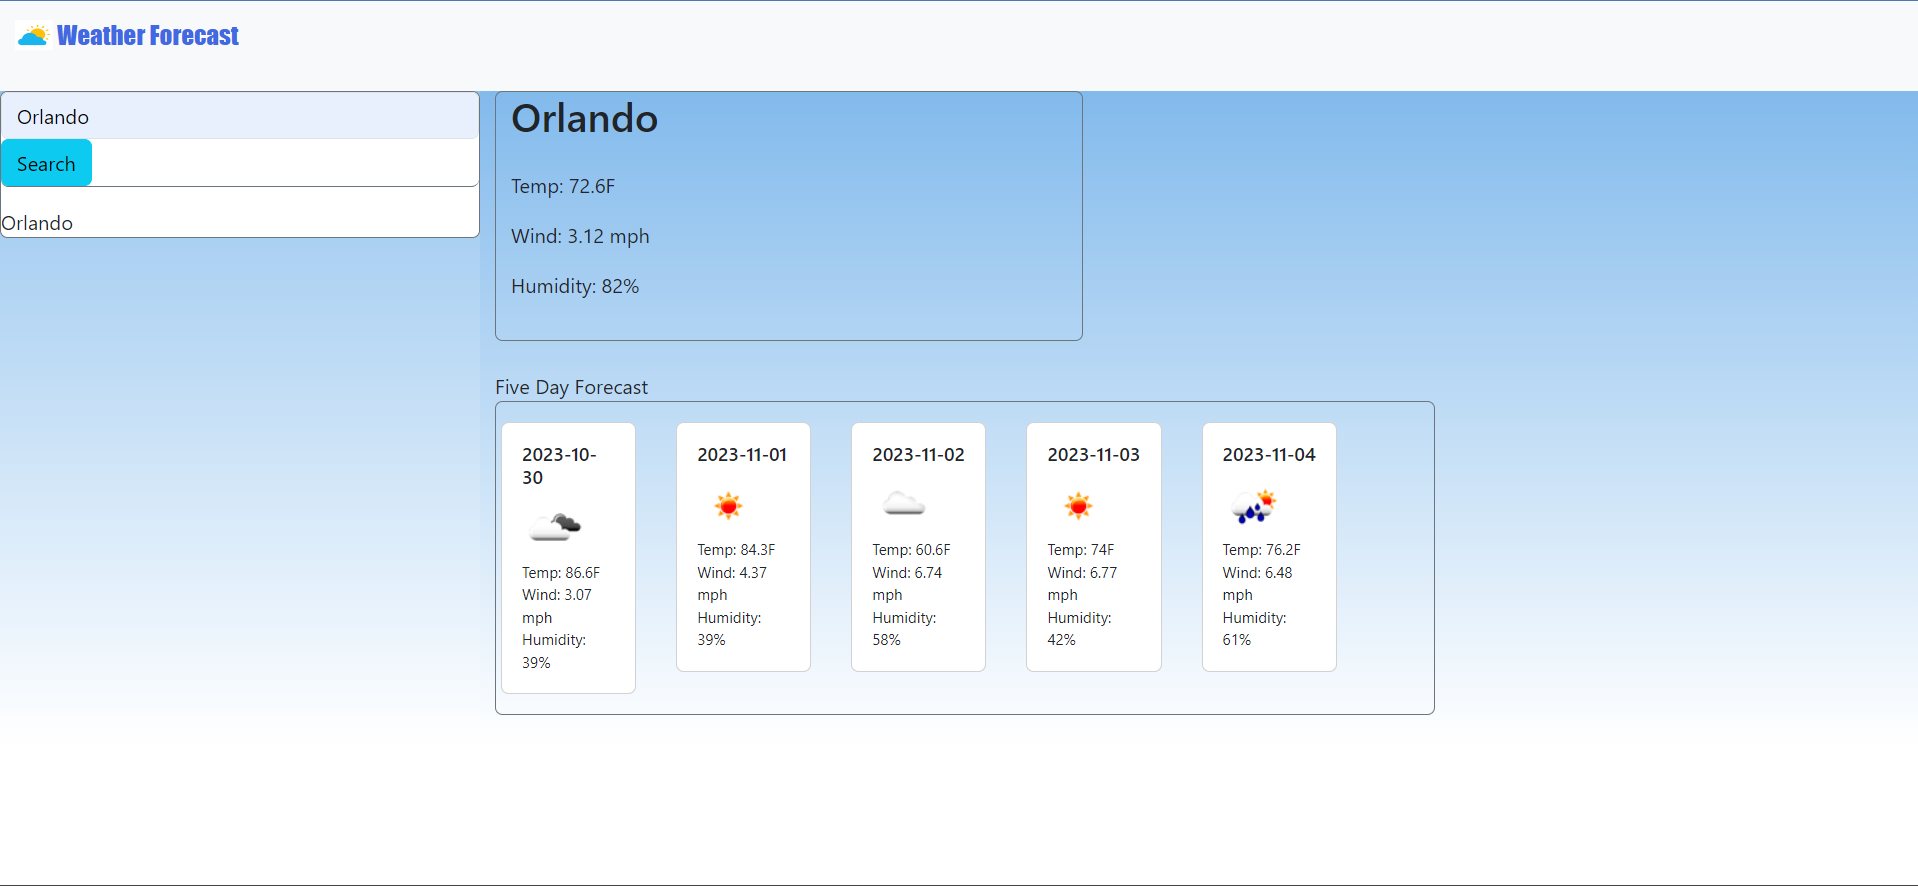 Weather Forecast
Orlando
Search
Orlando
Orlando
Temp: 72.6F
Wind: 3.12 mph
Humidity: 82%
Five Day Forecast
2023-10-
30
Temp: 86.6F
Wind: 3.07
mph
Humidity:
39%
2023-11-01
Temp: 84.3F
Wind: 4.37
mph
Humidity:
39%
2023-11-02
Temp: 60.6F
Wind: 6.74
mph
Humidity:
58%
2023-11-03
Temp: 74F
Wind: 6.77
mph
Humidity:
42%
2023-11-04
Temp: 76.2F
Wind: 6.48
mph
Humidity:
61%